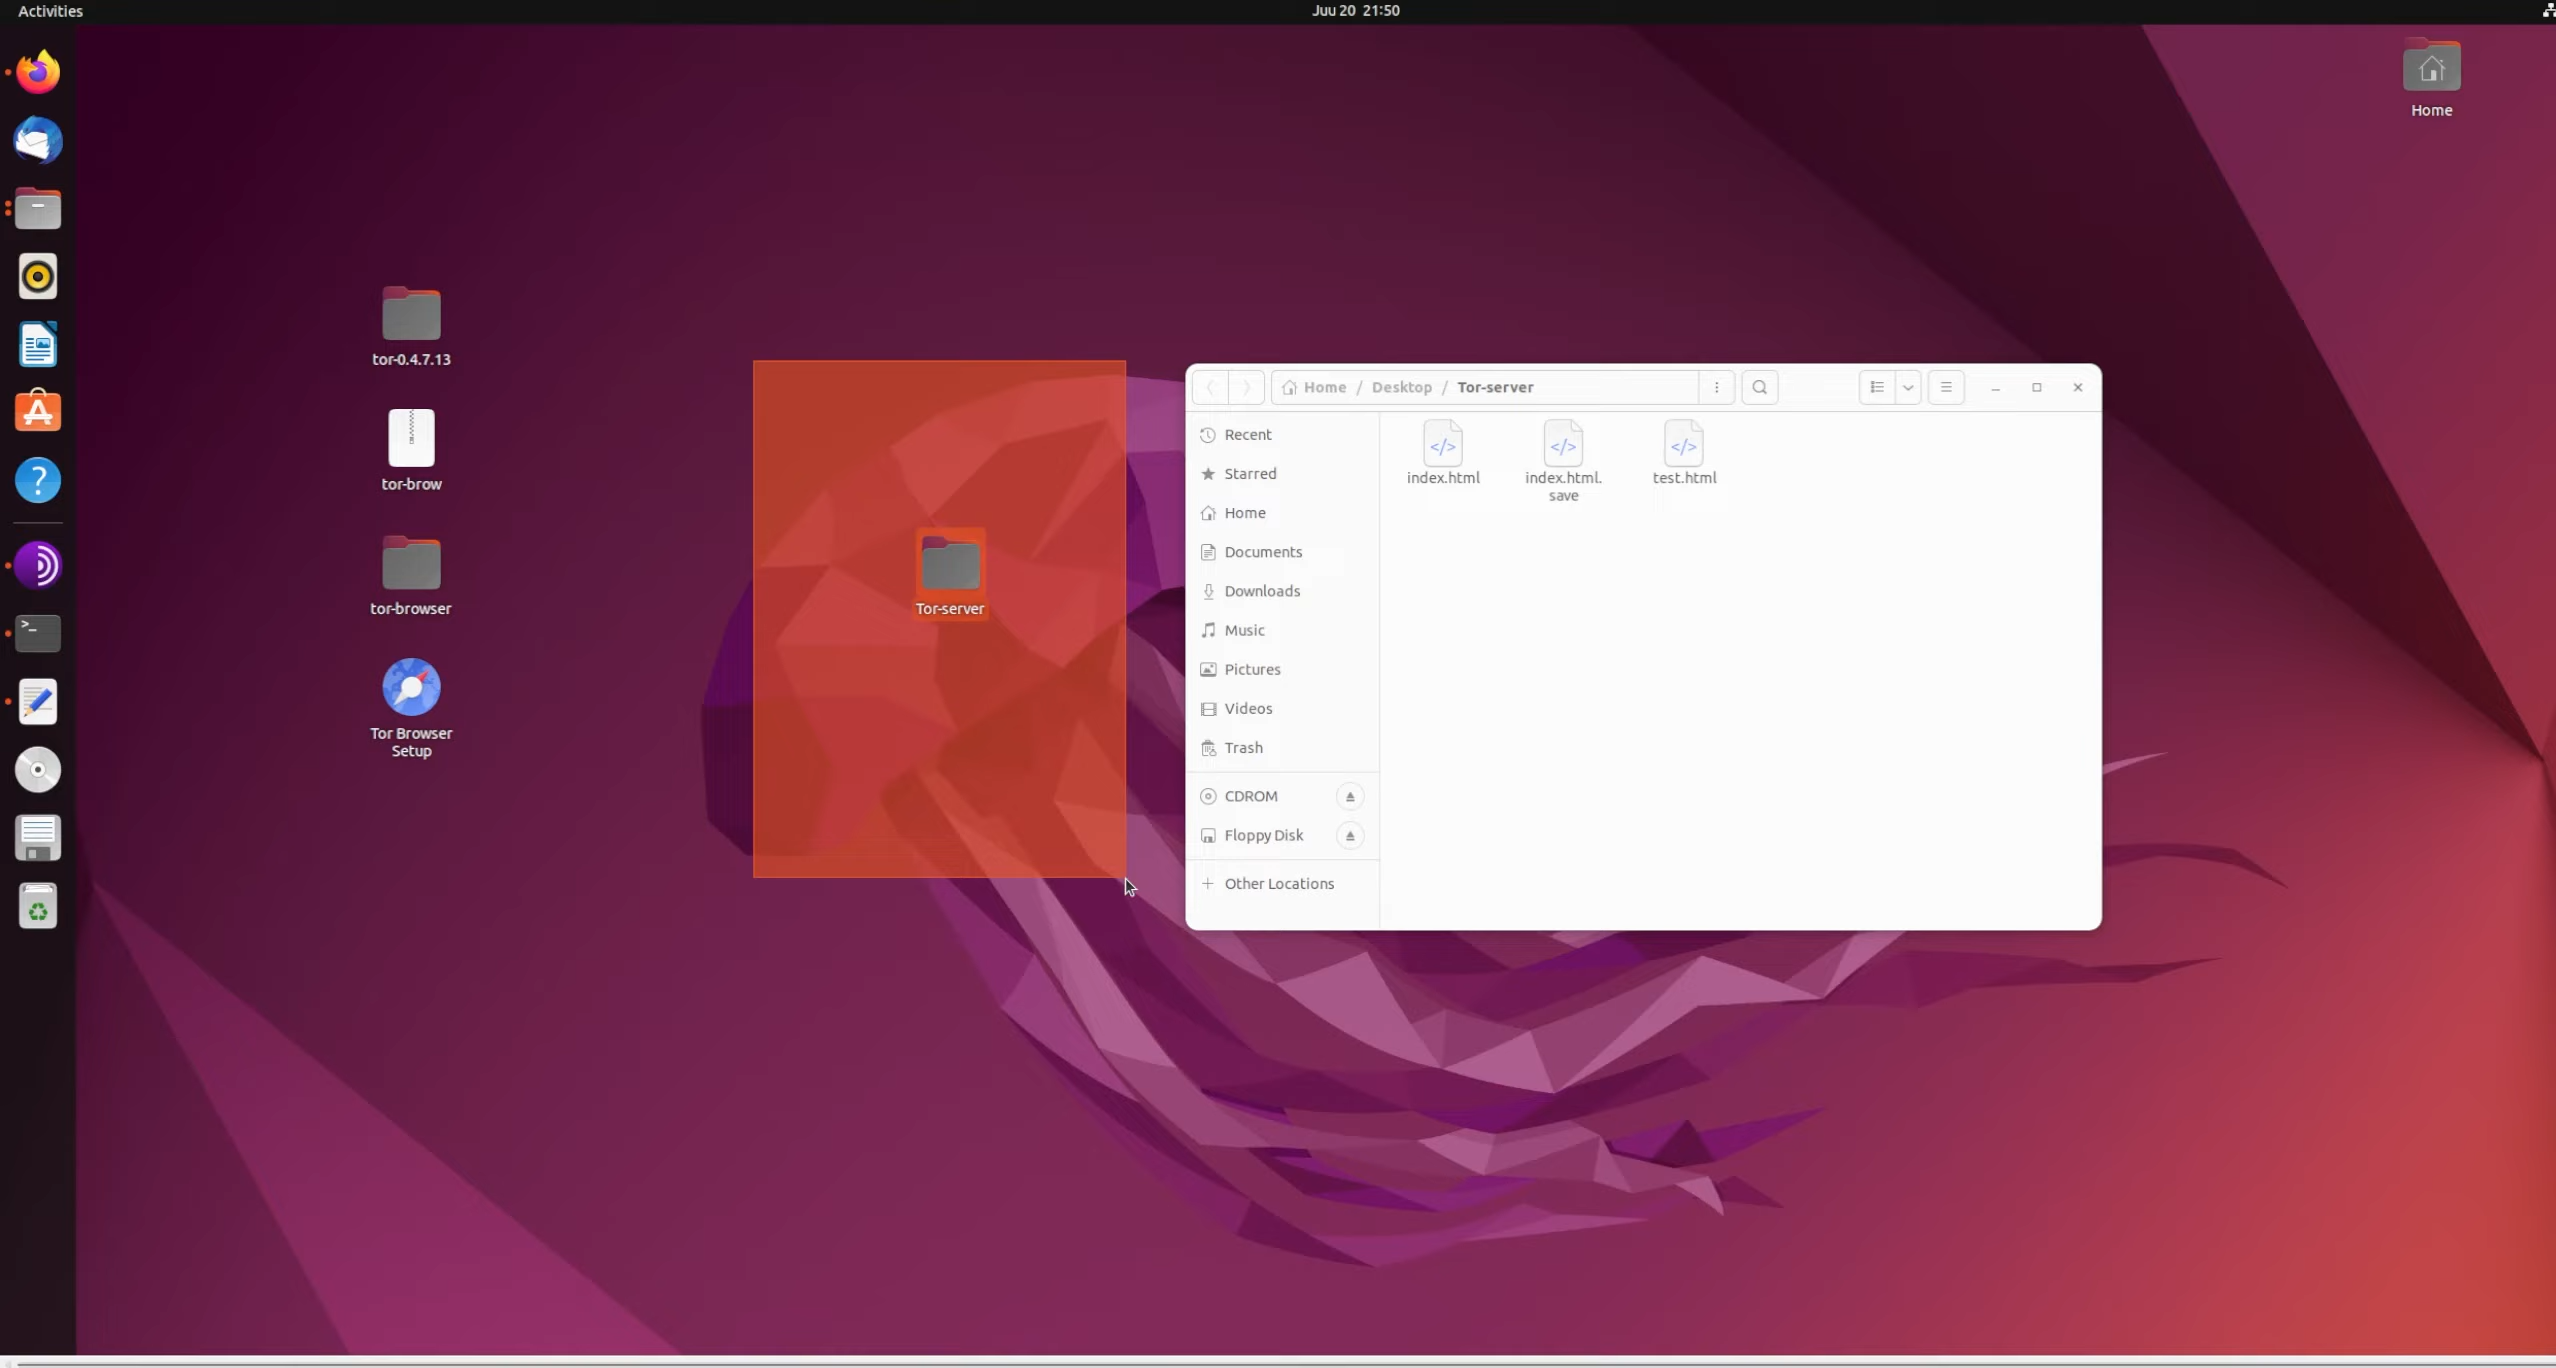 Activities
Juu 20 21:50
Home
tor-0.4.7.13
tor-brow
tor-browser
Tor Browser
Setup
Tor-server
Home / Desktop / Tor-server
Recent
Starred
Home
Documents
Downloads
Music
Pictures
Videos
Trash
CDROM
Floppy Disk
Other Locations
index.html
index.html.
save
test.html